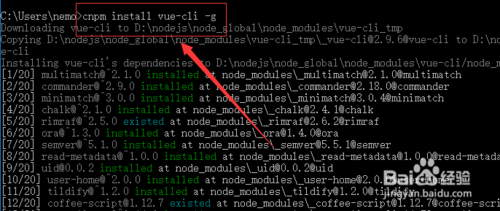 C:\Users\nemo>cnpm install vue-cli -g
Downloading vue-cli to D:\nodejs\node_global\node_modules\vue-cli_tmp
Copying D:\nodejs\node_global\node_modules\vue-cli_tmp\_vue-cli@2.9.6@vue-cli to D:\nodejs\node_global\node_modules\vu
e-cli
Installing vue-cli's dependencies to D:\nodejs\node_global\node_modules\vue-cli/node_m
[1/20] multimatch@^2.1.0 installed at node_modules\_multimatch@2.1.0@multimatch
[2/20] commander@^2.9.0 installed at node_modules\_commander@2.18.0@commander
[3/20] minimatch@^3.0.0 installed at node_modules\_minimatch@3.0.4@minimatch
[4/20] chalk@^2.1.0 installed at node_modules\_chalk@2.4.1@chalk
[5/20] rimraf@^2.5.0 existed at node_modules\_rimraf@2.6.2@rimraf
[6/20] ora@^1.3.0 installed at node_modules\_ora@1.4.0@ora
[7/20] semver@^5.1.0 installed at node_modules\_semver@5.5.1@semver
[8/20] read-metadata@^1.0.0 installed at node_modules\_read-metadata@1.0.0@read-metadata
[9/20] uid@0.0.2 installed at node_modules\_uid@0.0.2@uid
[10/20] user-home@^2.0.0 installed at node_modules\_user-home@2.0.0@
[11/20] tildify@^1.2.0 installed at node_modules\_tildify@1.2.0@tildify
[12/20] coffee-script@1.12.7 existed at node_modules\_coffee-script@1.12.7@coffee
Baidu经验